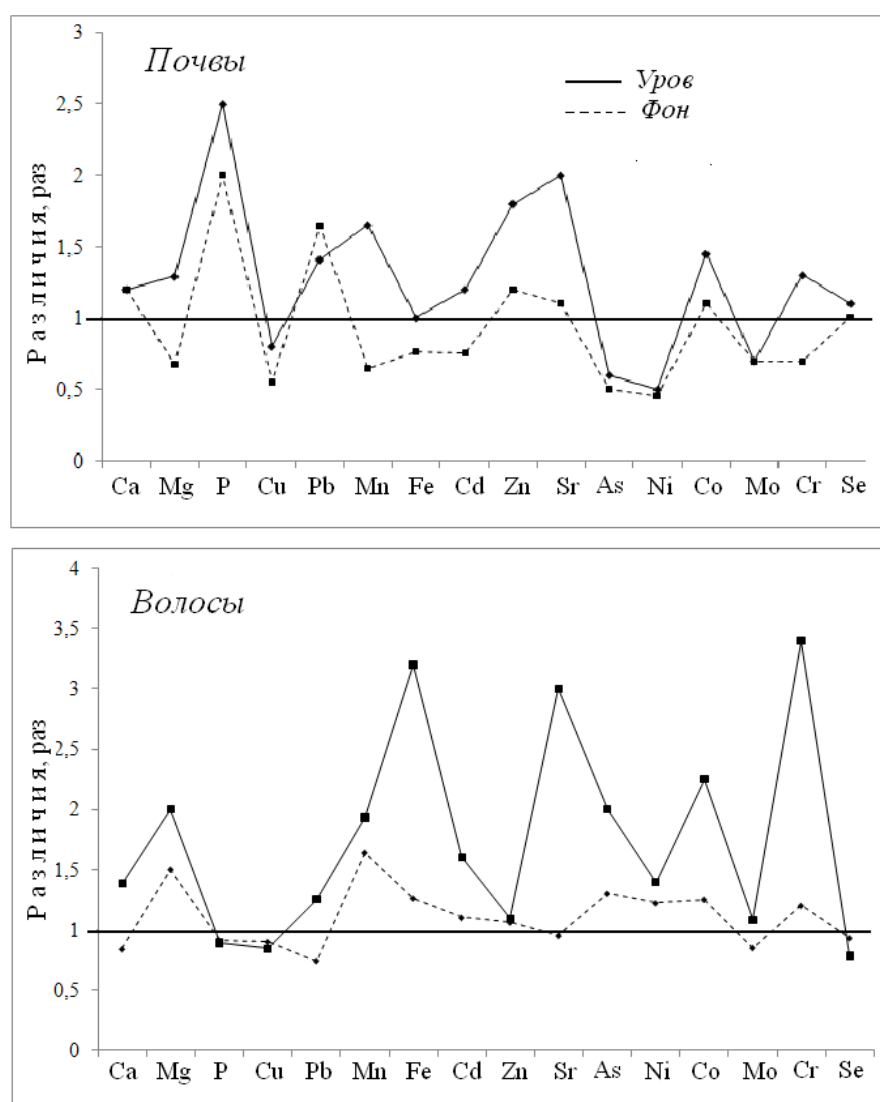 Почвы
Уров
Фон
Различия, раз
3
2,5
2
1,5
1
0,5
0
Ca Mg P Cu Pb Mn Fe Cd Zn Sr As Ni Co Mo Cr Se
Волосы
Различия, раз
4
3,5
3
2,5
2
1,5
1
0,5
0
Ca Mg P Cu Pb Mn Fe Cd Zn Sr As Ni Co Mo Cr Se